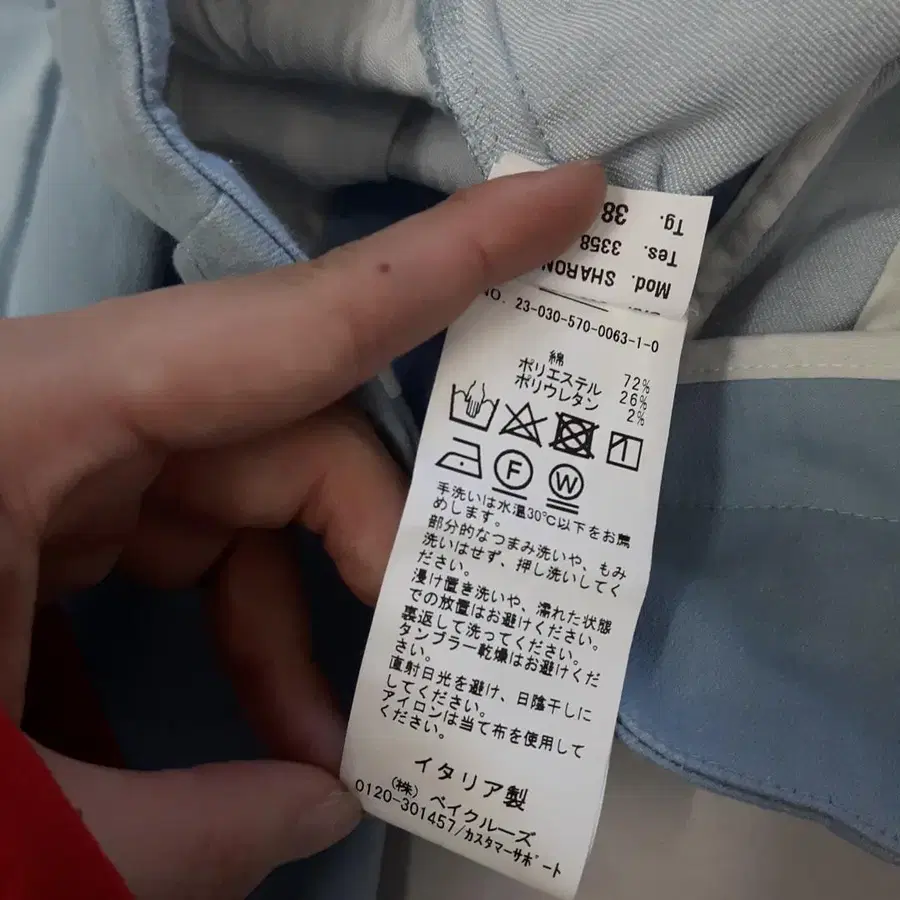 Mod. SHARON
Tes. 3358
Tg. 38
NO. 23-030-570-0063-1-0
綿 72%
ポリエステル 26%
ポリウレタン 2%
F W
手洗いは水温30℃以下をお薦
めします。
部分的なつまみ洗いや、もみ
洗いはせず、押し洗いしてく
ださい。
浸け置き洗いや、濡れた状態
での放置はお避けください。
裏返して洗ってください。
タンブラー乾燥はお避けくだ
さい。
直射日光を避け、日陰干しに
してください。
アイロンは当て布を使用して
ください。
イタリア製
(株) ベイクルーズ
0120-301457/カスタマーサポート